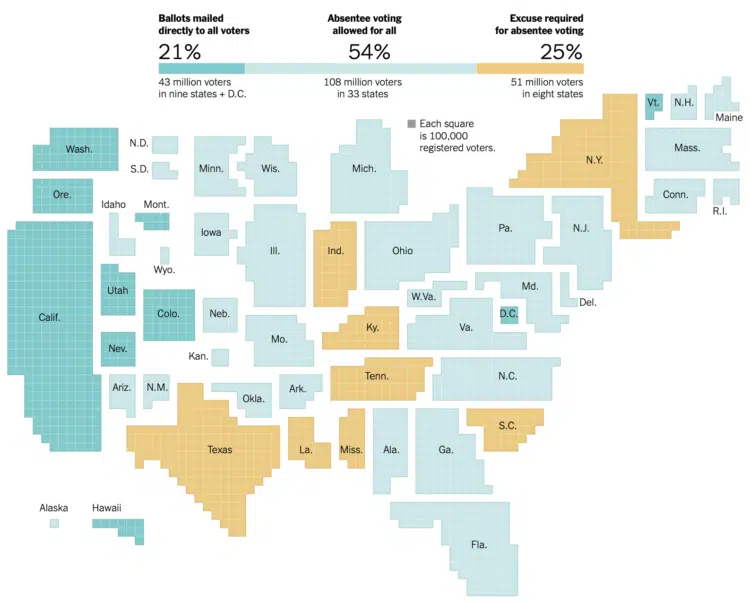 Ballots mailed
directly to all voters
21%
43 million voters
in nine states + D.C.
Absentee voting
allowed for all
54%
108 million voters
in 33 states
Excuse required
for absentee voting
25%
51 million voters
in eight states
Each square
is 100,000
registered voters.
Vt.
N.H.
Maine
Wash.
N.D.
S.D.
Minn.
Wis.
Mich.
N.Y.
Mass.
Ore.
Idaho
Mont.
Conn.
R.I.
Iowa
Ill.
Ind.
Ohio
Pa.
N.J.
Wyo.
Utah
Colo.
Neb.
W.Va.
Md.
Del.
Calif.
Nev.
Kan.
Mo.
Ky.
Va.
D.C.
Ariz.
N.M.
Okla.
Ark.
Tenn.
N.C.
Texas
La.
Miss.
Ala.
Ga.
S.C.
Alaska
Hawaii
Fla.